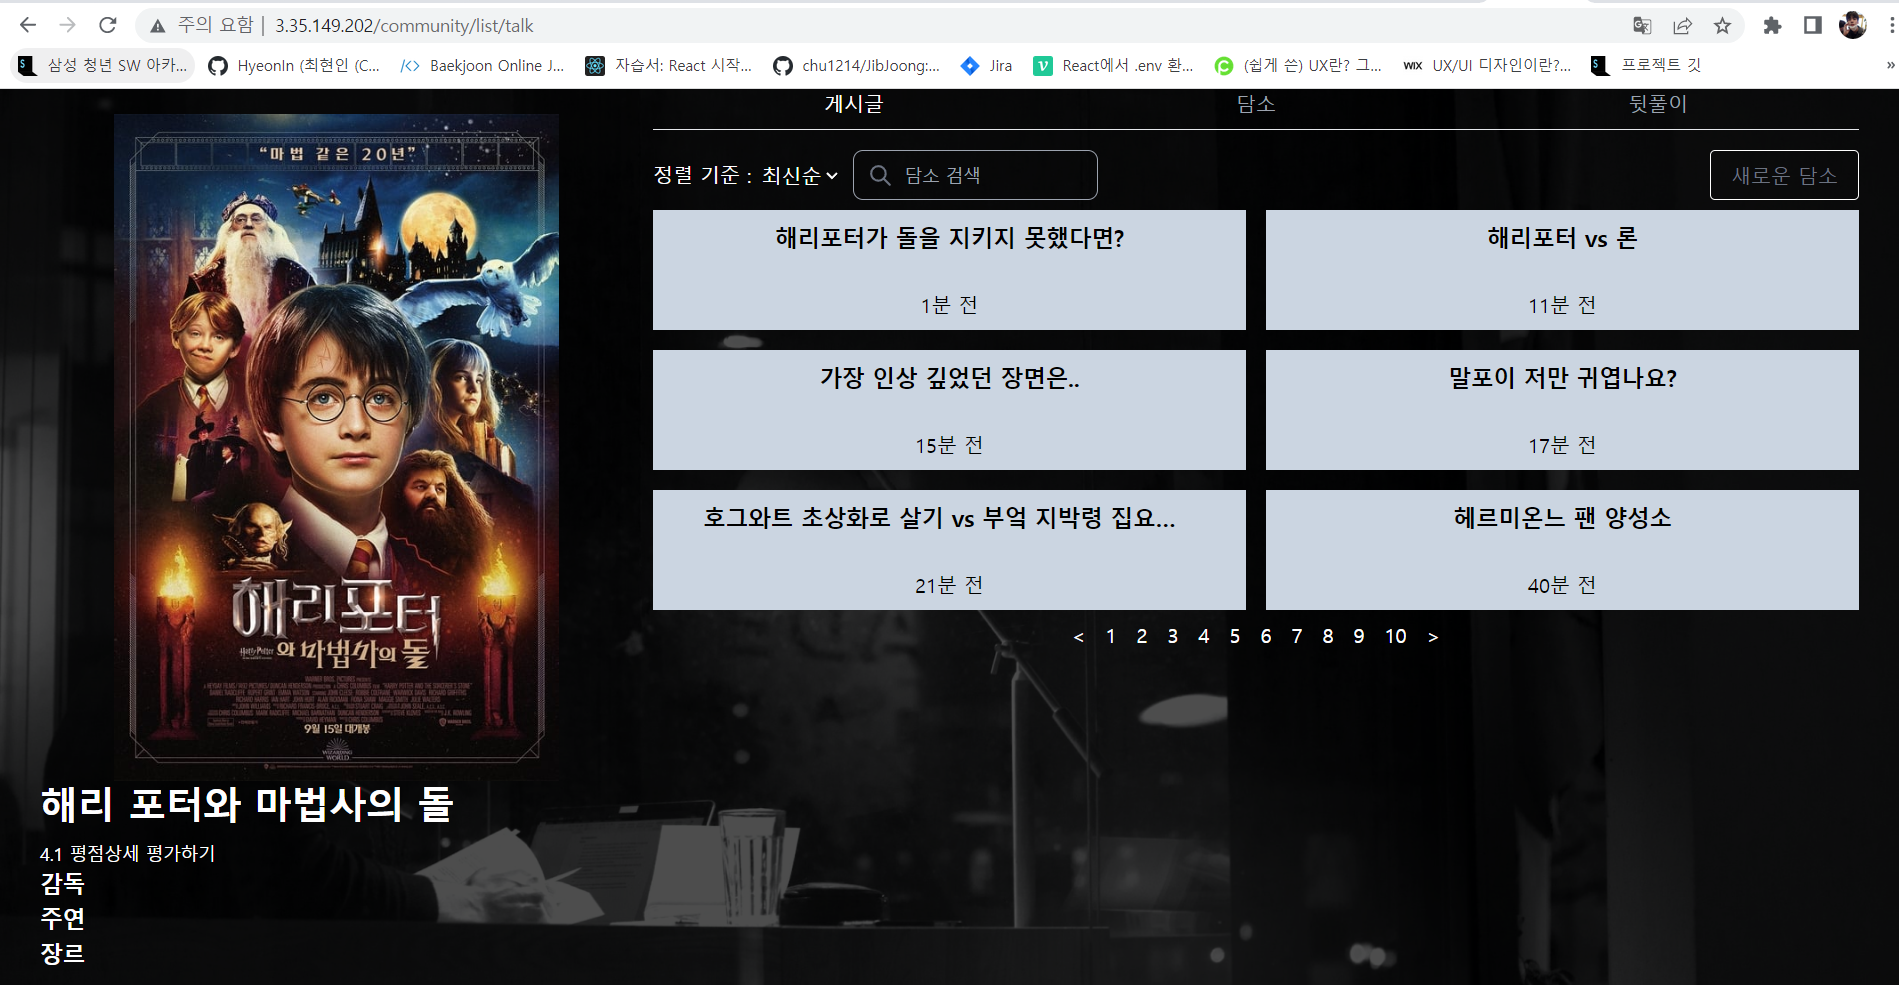 주의 요함 | 3.35.149.202/community/list/talk
삼성 청년 SW 아카... HyeonIn (최현인 (C... Baekjoon Online J... 자습서: React 시작... chu1214/JibJoong:... Jira React에서 .env 환... (쉽게 쓴) UX란? 그... WIX UX/UI 디자인이란?... 프로젝트 깃 »
게시글 담소 뒷풀이
정렬 기준 : 최신순 담소 검색 새로운 담소
해리포터가 돌을 지키지 못했다면? 해리포터 vs 론
1분 전 11분 전
가장 인상 깊었던 장면은.. 말포이 저만 귀엽나요?
15분 전 17분 전
호그와트 초상화로 살기 vs 부엌 지박령 집요... 헤르미온느 팬 양성소
21분 전 40분 전
< 1 2 3 4 5 6 7 8 9 10 >
“마법 같은 20년”
해리포터
와 마법사의 돌
9월 15일 대개봉
WIZARDING
WORLD
해리 포터와 마법사의 돌
4.1 평점상세 평가하기
감독
주연
장르